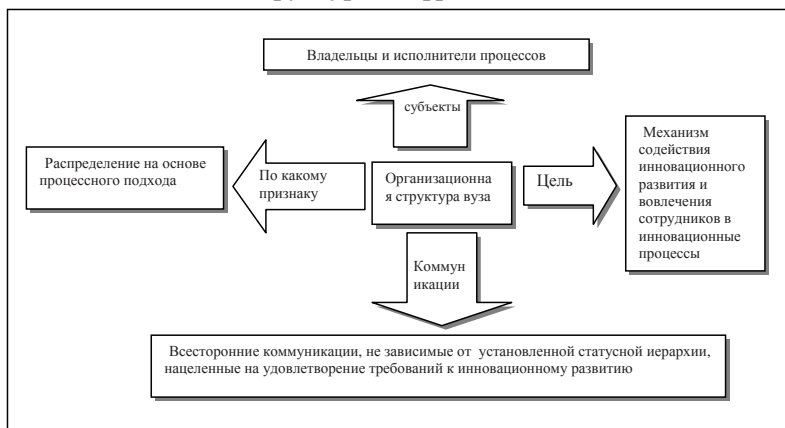 Владельцы и исполнители процессов
субъекты
Распределение на основе
процессного подхода
По какому
признаку
Организационна
я структура вуза
Цель
Механизм
содействия
инновационного
развития и
вовлечения
сотрудников в
инновационные
процессы
Коммун
икации
Всесторонние коммуникации, не зависимые от установленной статусной иерархии,
нацеленные на удовлетворение требований к инновационному развитию